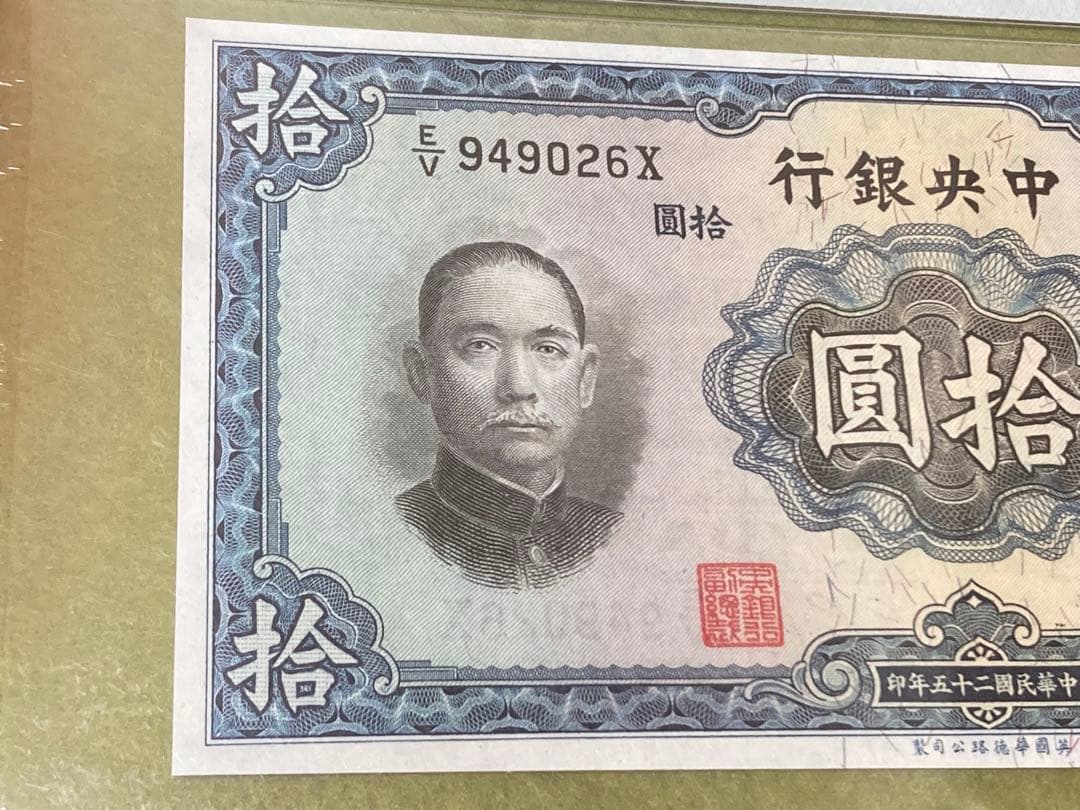 拾
E/V 949026X
中央銀行
拾圓
拾圓
拾
中華民國二十五年印
英國華德路公司製